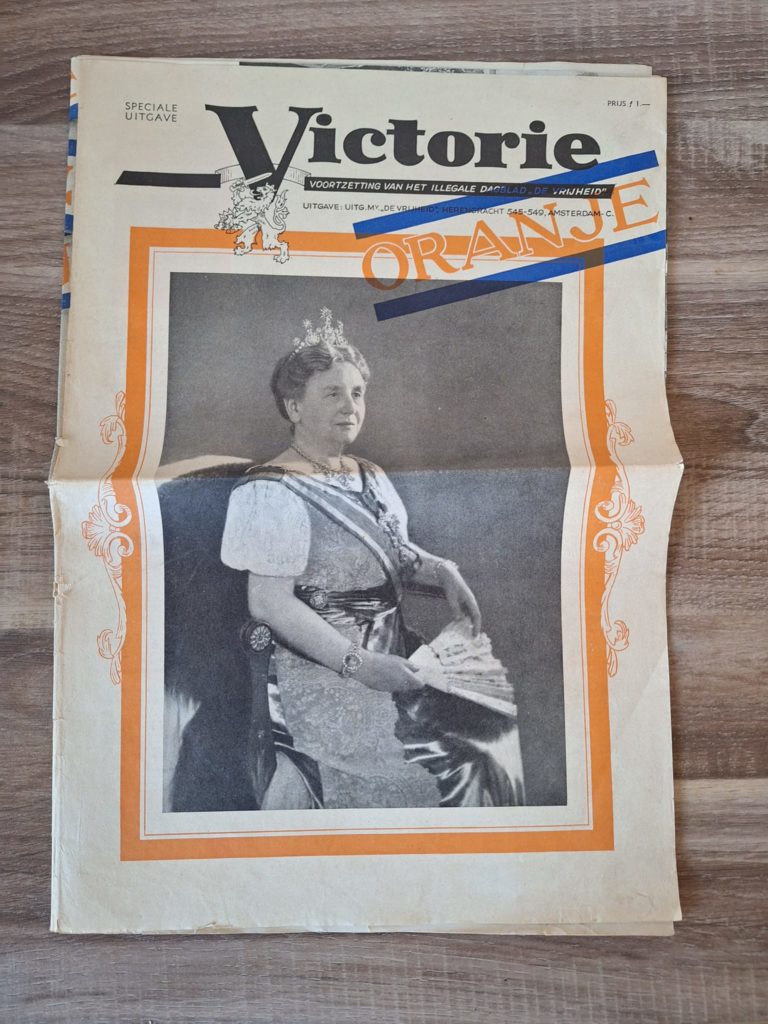 SPECIALE
UITGAVE
Victorie
PRIJS ƒ 1.—
VOORTZETTING VAN HET ILLEGALE DAGBLAD „DE VRIJHEID”
UITGAVE: UITG. MY. „DE VRIJHEID”, HERENGRACHT 545-549, AMSTERDAM-C.
ORANJE